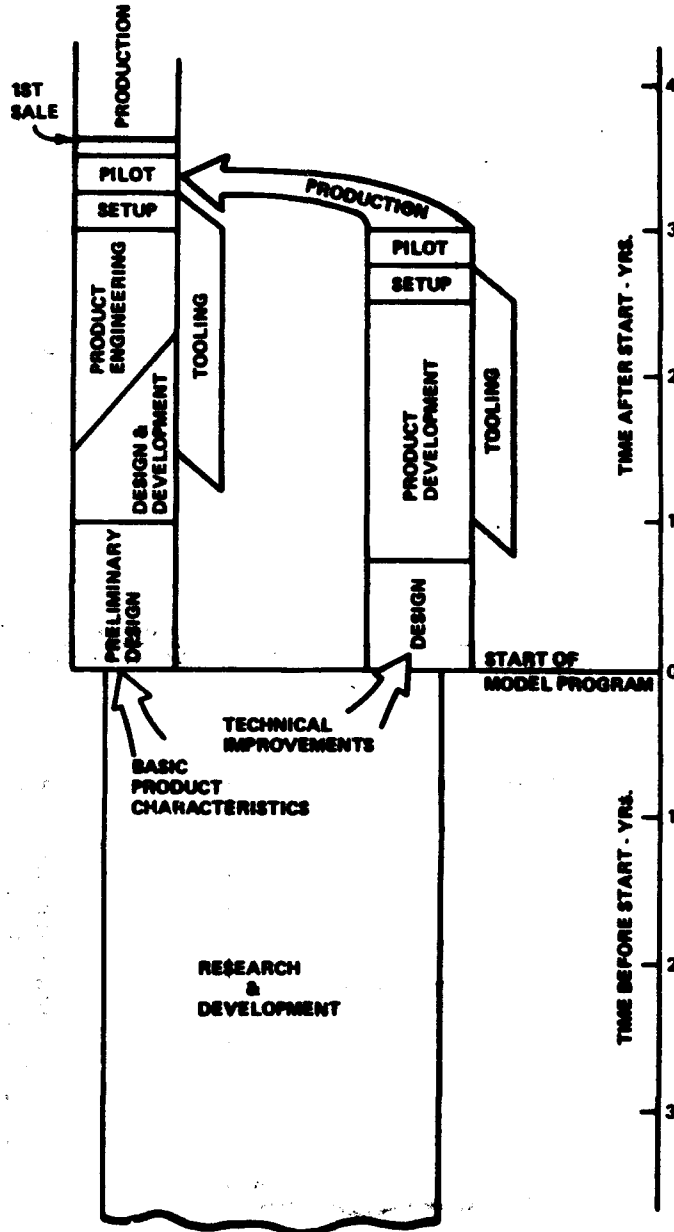 PRODUCTION
1ST
SALE
PILOT
SETUP
PRODUCT
ENGINEERING
TOOLING
DESIGN &
DEVELOPMENT
PRELIMINARY
DESIGN
PRODUCTION
PILOT
SETUP
PRODUCT
DEVELOPMENT
TOOLING
DESIGN
START OF
MODEL PROGRAM
TECHNICAL
IMPROVEMENTS
BASIC
PRODUCT
CHARACTERISTICS
RESEARCH
&
DEVELOPMENT
4
3
2
1
0
1
2
3
TIME AFTER START - YRS.
TIME BEFORE START - YRS.